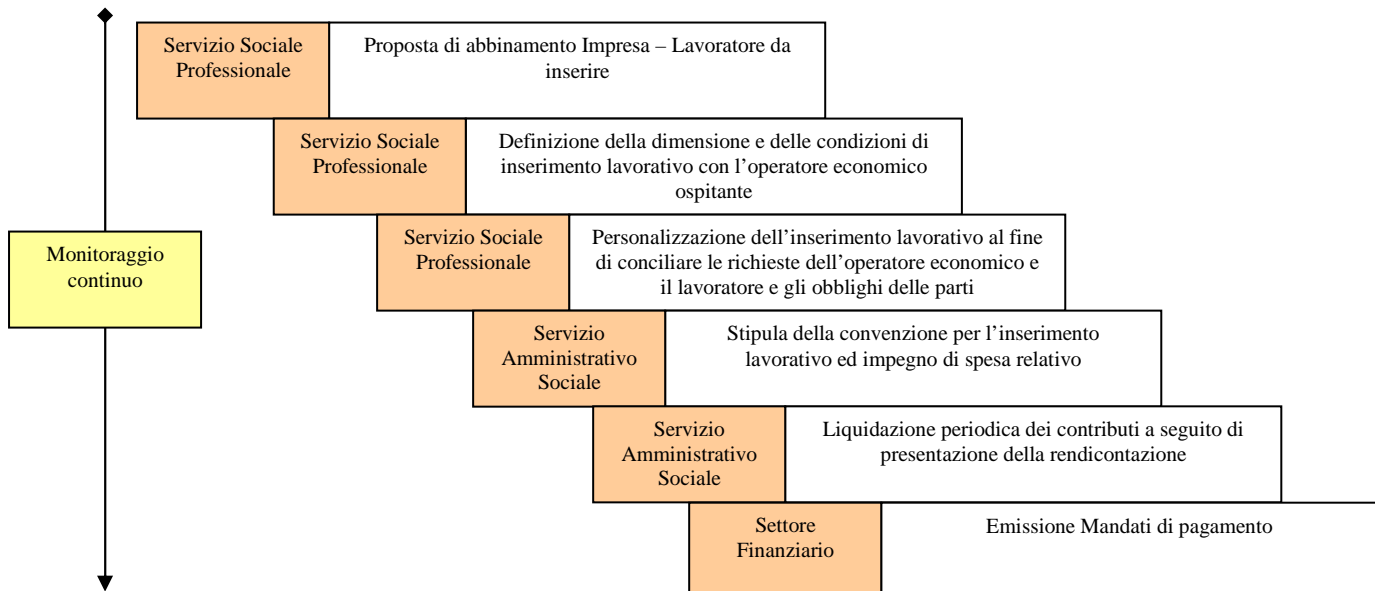 Servizio Sociale
Professionale
Proposta di abbinamento Impresa – Lavoratore da
inserire
Servizio Sociale
Professionale
Definizione della dimensione e delle condizioni di
inserimento lavorativo con l’operatore economico
ospitante
Monitoraggio
continuo
Servizio Sociale
Professionale
Personalizzazione dell’inserimento lavorativo al fine
di conciliare le richieste dell’operatore economico e
il lavoratore e gli obblighi delle parti
Servizio
Amministrativo
Sociale
Stipula della convenzione per l’inserimento
lavorativo ed impegno di spesa relativo
Servizio
Amministrativo
Sociale
Liquidazione periodica dei contributi a seguito di
presentazione della rendicontazione
Settore
Finanziario
Emissione Mandati di pagamento